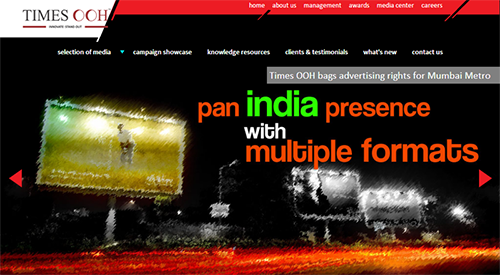 home about us management awards media center careers
TIMES OOH
INNOVATE. STAND OUT
selection of media campaign showcase knowledge resources clients & testimonials what's new contact us
Times OOH bags advertising rights for Mumbai Metro
pan india presence
with
multiple formats